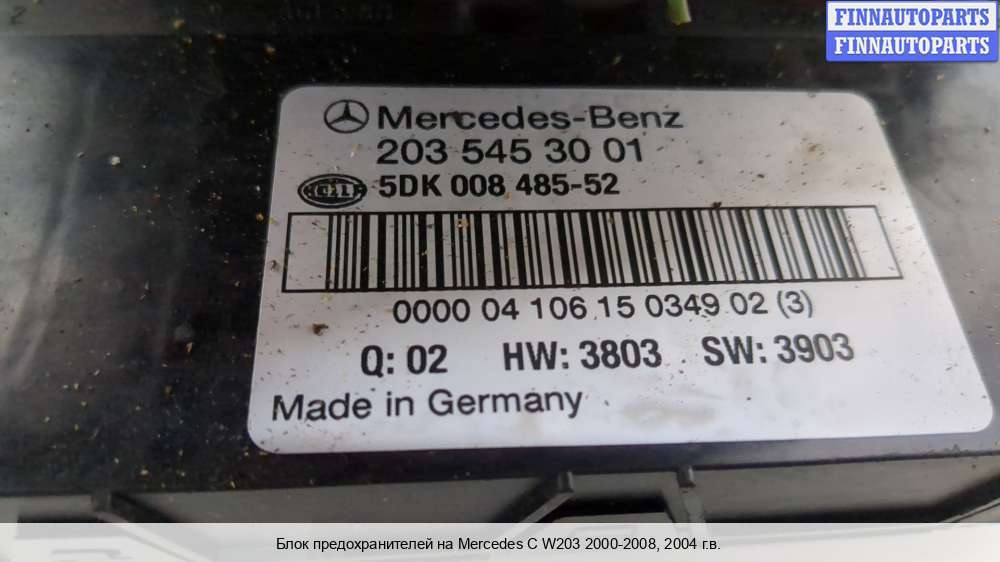 FINNAUTOPARTS
FINNAUTOPARTS
Mercedes-Benz
203 545 30 01
HELLA 5DK 008 485-52
0000 04 106 15 0349 02 (3)
Q: 02 HW: 3803 SW: 3903
Made in Germany
Блок предохранителей на Mercedes C W203 2000-2008, 2004 г.в.